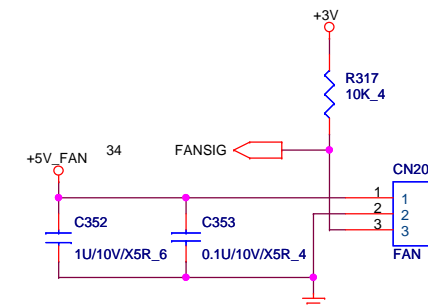 +3V
R317
10K_4
34
FANSIG
+5V_FAN
CN20
1
1
2
2
3
3
C352
C353
1U/10V/X5R_6
0.1U/10V/X5R_4
FAN